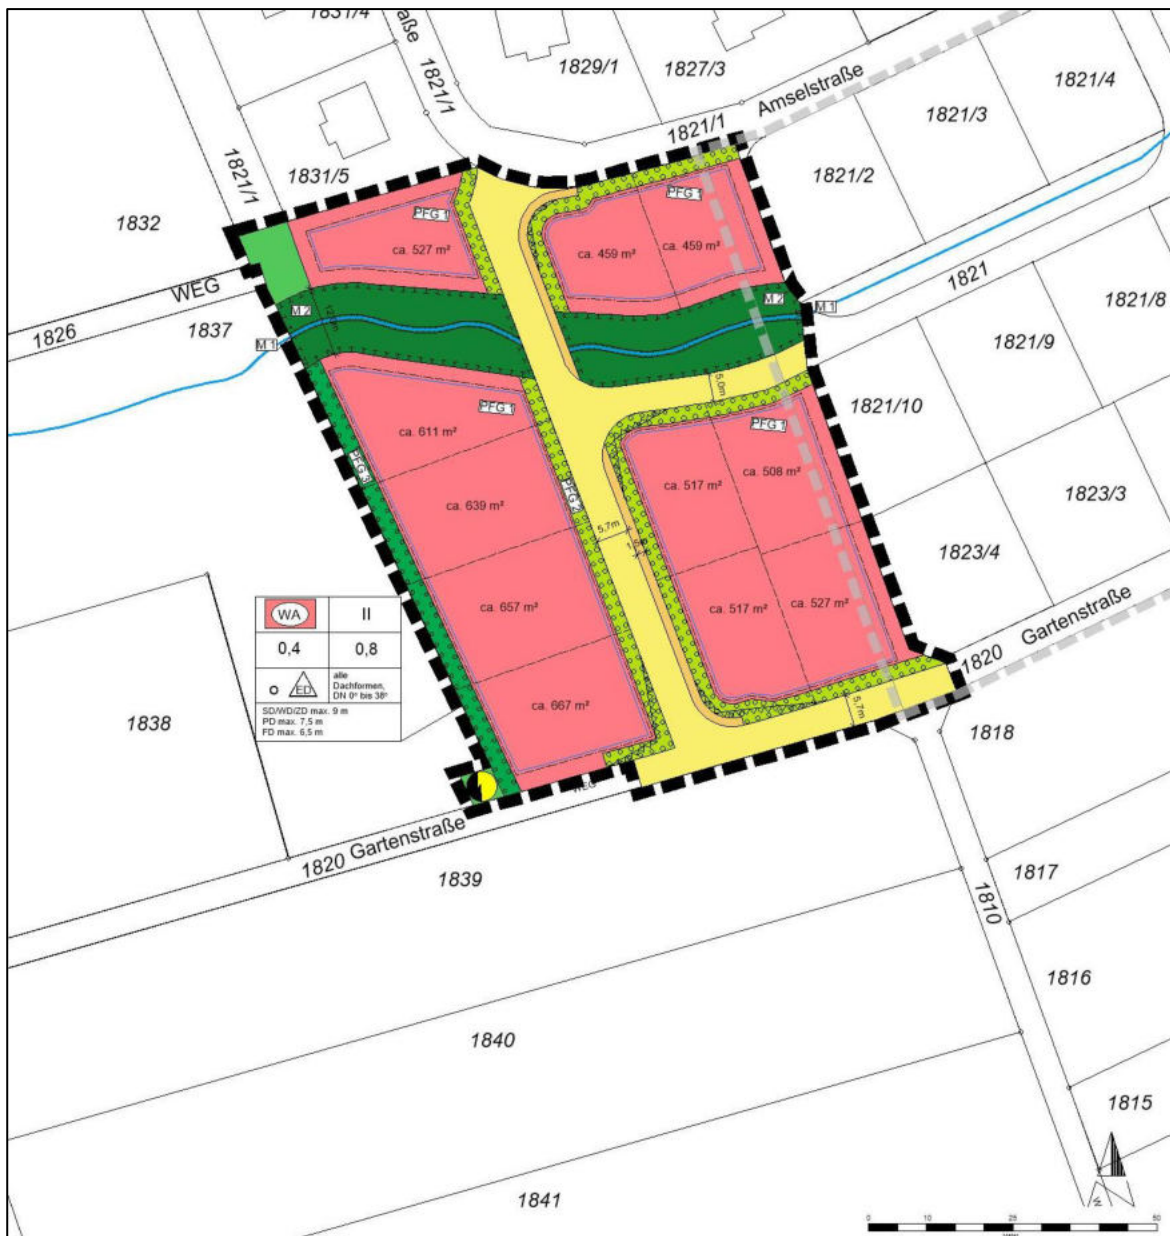 1831/4
aße
1829/1
1827/3
1821/1
Amselstraße
1821/4
1821/3
1821/1
1821/2
1821/1
1831/5
1832
PFG 1
PFG 1
ca. 527 m²
ca. 459 m²
ca. 459 m²
WEG
1826
1837
M 2
M 1
M 2
M 1
1821
1821/8
1821/9
5,0m
1821/10
PFG 1
PFG 1
ca. 611 m²
PFG 3
ca. 517 m²
ca. 508 m²
ca. 639 m²
PFG 2
5,7m
1823/3
1823/4
ca. 657 m²
ca. 517 m²
ca. 527 m²
WA
II
0,4
0,8
o
ED
alle
Dachformen,
DN 0° bis 38°
SD/WD/ZD max. 9 m
PD max. 7,5 m
FD max. 6,5 m
Gartenstraße
1820
ca. 667 m²
5,7m
1838
1818
WEG
1820 Gartenstraße
1839
1817
1810
1816
1840
1815
1841
0
10
25
50